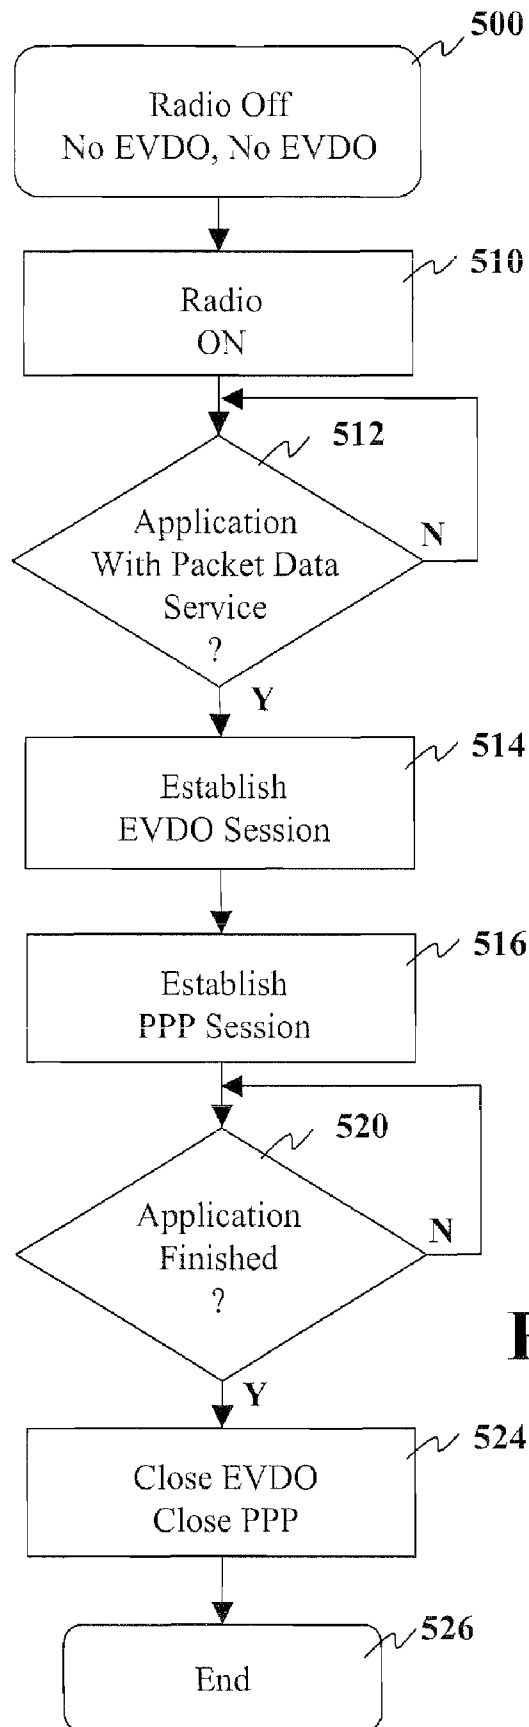 500
Radio Off
No EVDO, No EVDO
510
Radio
ON
512
Application
With Packet Data
Service
?
N
Y
514
Establish
EVDO Session
516
Establish
PPP Session
520
Application
Finished
?
N
Y
524
Close EVDO
Close PPP
526
End